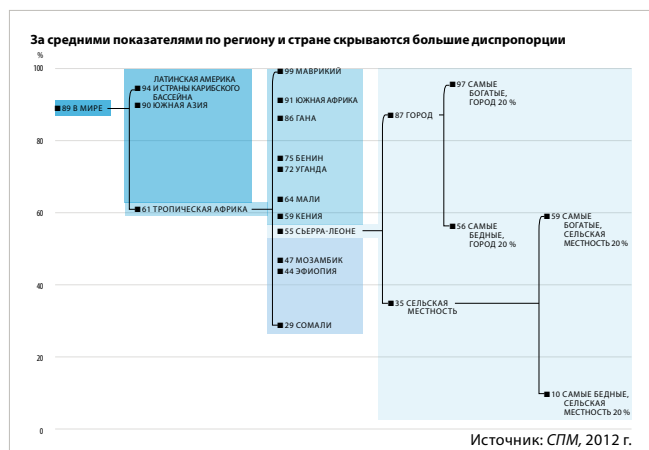 За средними показателями по региону и стране скрываются большие диспропорции
%
100
80
60
40
20
0
89 В МИРЕ
ЛАТИНСКАЯ АМЕРИКА
94 И СТРАНЫ КАРИБСКОГО
БАССЕЙНА
90 ЮЖНАЯ АЗИЯ
61 ТРОПИЧЕСКАЯ АФРИКА
99 МАВРИКИЙ
91 ЮЖНАЯ АФРИКА
86 ГАНА
75 БЕНИН
72 УГАНДА
64 МАЛИ
59 КЕНИЯ
55 СЬЕРРА-ЛЕОНЕ
47 МОЗАМБИК
44 ЭФИОПИЯ
29 СОМАЛИ
87 ГОРОД
35 СЕЛЬСКАЯ
МЕСТНОСТЬ
97 САМЫЕ
БОГАТЫЕ,
ГОРОД 20 %
56 САМЫЕ
БЕДНЫЕ,
ГОРОД 20 %
59 САМЫЕ
БОГАТЫЕ,
СЕЛЬСКАЯ
МЕСТНОСТЬ 20 %
10 САМЫЕ БЕДНЫЕ,
СЕЛЬСКАЯ
МЕСТНОСТЬ 20 %
Источник: СПМ, 2012 г.